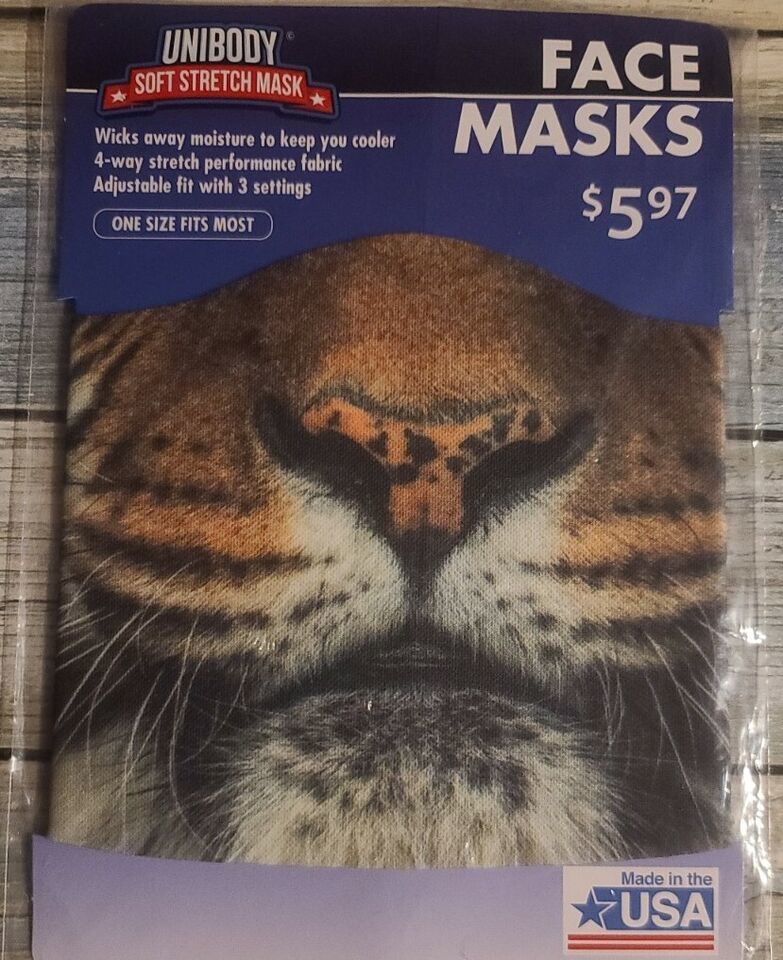 UNIBODY©
SOFT STRETCH MASK
FACE
MASKS
$597
Wicks away moisture to keep you cooler
4-way stretch performance fabric
Adjustable fit with 3 settings
ONE SIZE FITS MOST
Made in the
USA